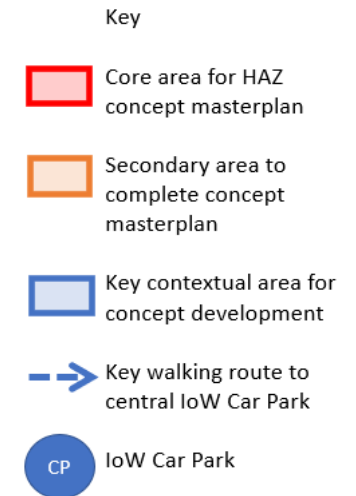 Key
Core area for HAZ
concept masterplan
Secondary area to
complete concept
masterplan
Key contextual area for
concept development
Key walking route to
central IoW Car Park
CP
IoW Car Park